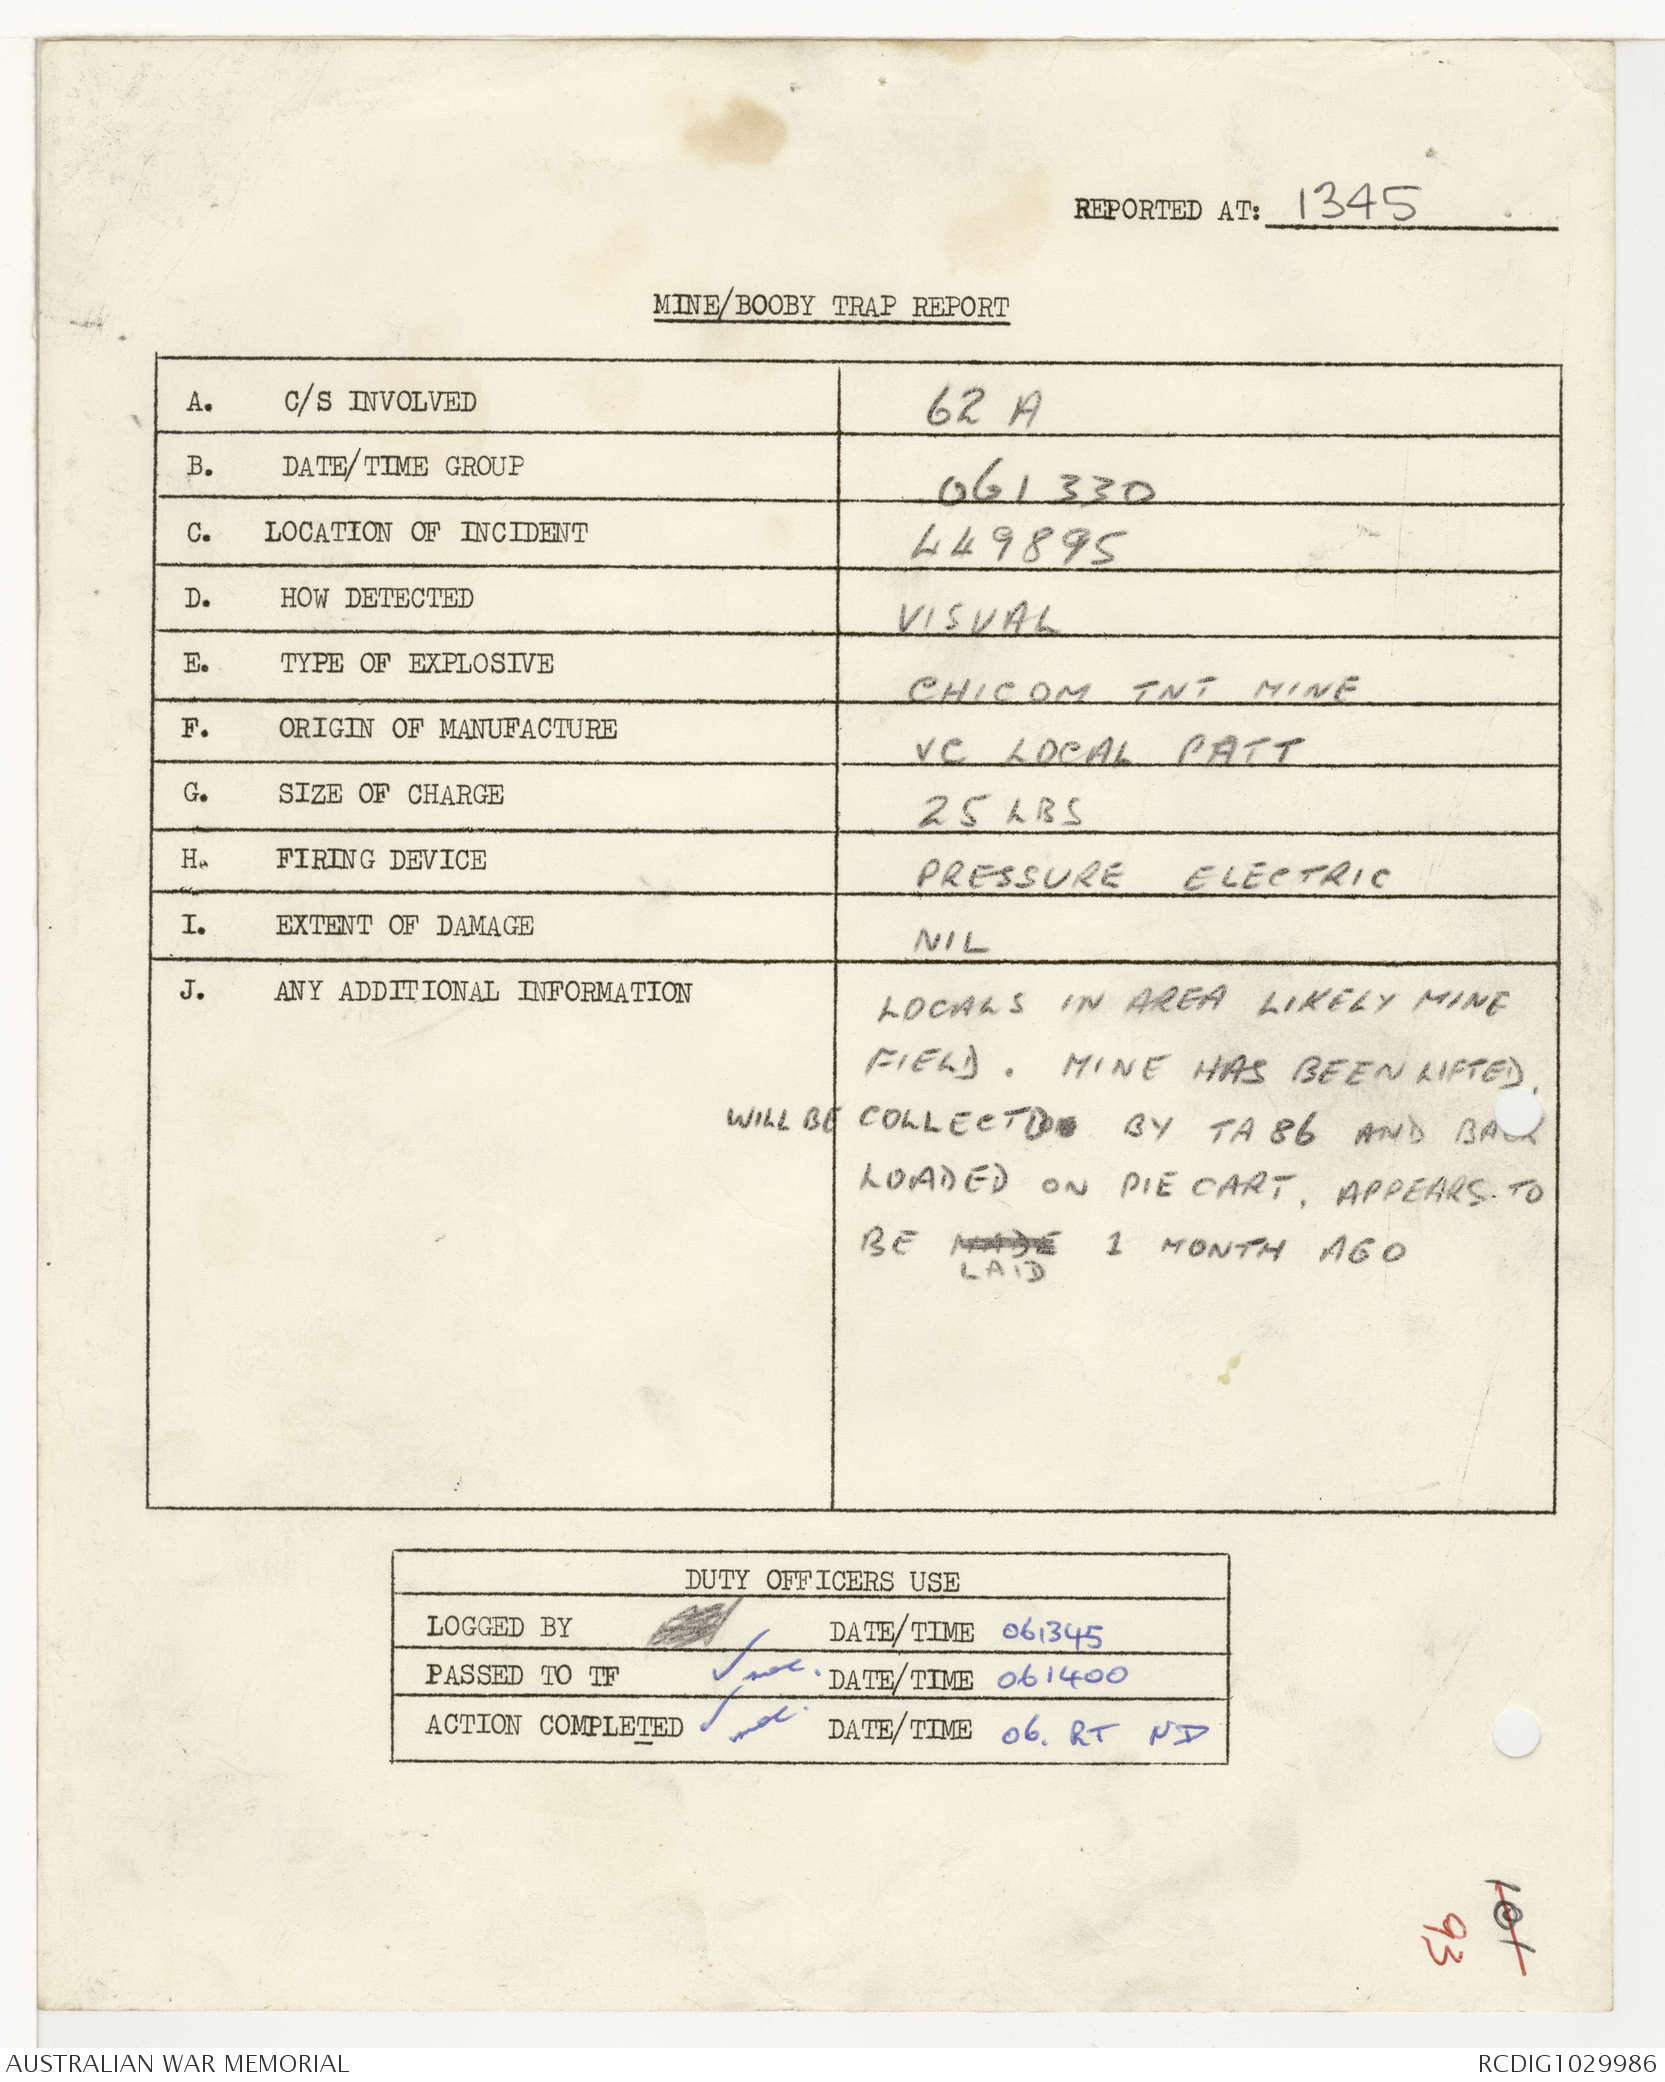 REPORTED AT: 1345
MINE/BOOBY TRAP REPORT
A. C/S INVOLVED 62 A
B. DATE/TIME GROUP 061330
C. LOCATION OF INCIDENT 449895
D. HOW DETECTED VISUAL
E. TYPE OF EXPLOSIVE CHICOM TNT MINE
F. ORIGIN OF MANUFACTURE VC LOCAL PATT
G. SIZE OF CHARGE 25 LBS
H. FIRING DEVICE PRESSURE ELECTRIC
I. EXTENT OF DAMAGE NIL
J. ANY ADDITIONAL INFORMATION LOCALS IN AREA LIKELY MINE
FIELD. MINE HAS BEEN LIFTED.
WILL BE COLLECTD BY TA 86 AND BACK
LOADED ON PIE CART. APPEARS TO
BE MADE 1 MONTH AGO
LAID
DUTY OFFICERS USE
LOGGED BY DATE/TIME 061345
PASSED TO TF DATE/TIME 061400
ACTION COMPLETED DATE/TIME 06. RT ND
101
93
AUSTRALIAN WAR MEMORIAL RCDIG1029986